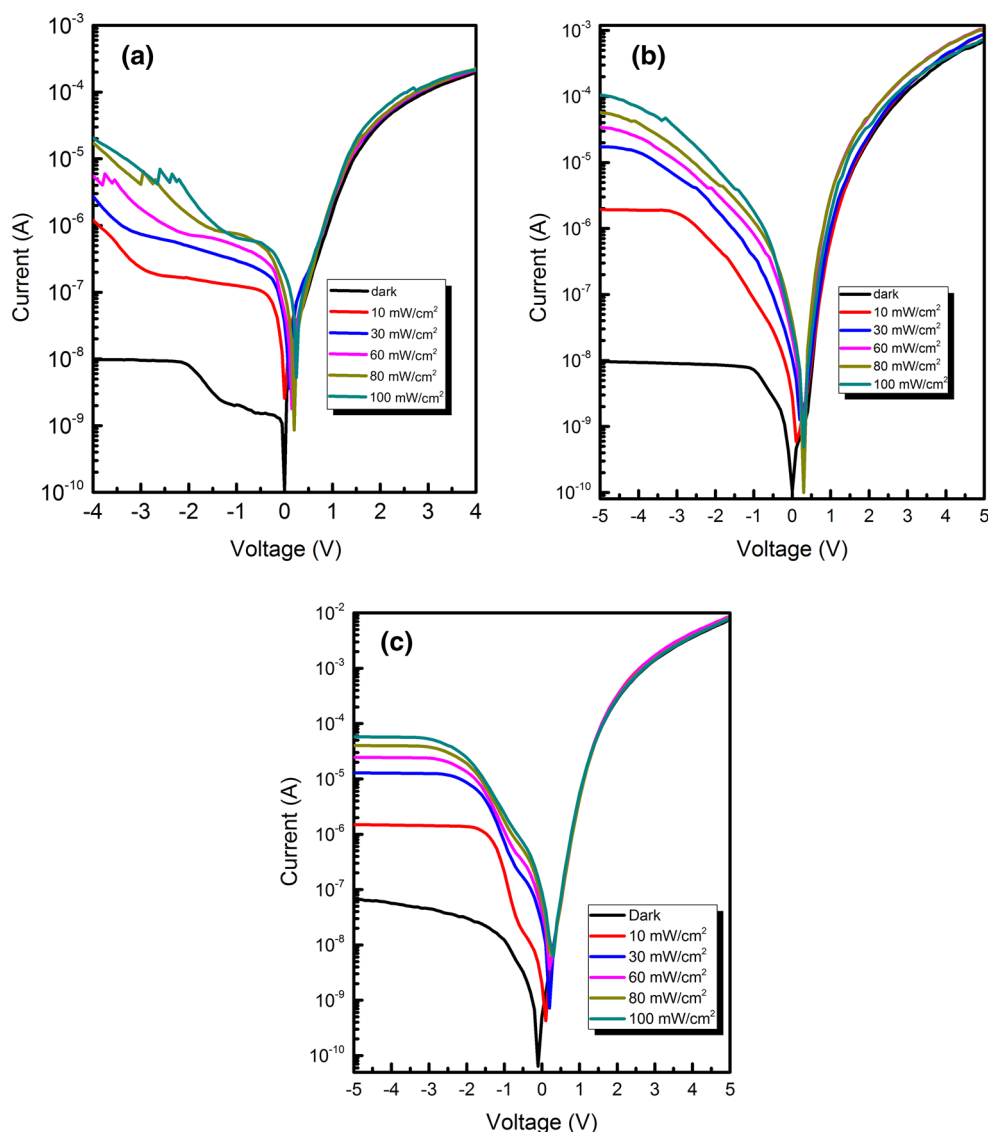 (a)
Current (A)
10⁻³
10⁻⁴
10⁻⁵
10⁻⁶
10⁻⁷
10⁻⁸
10⁻⁹
10⁻¹⁰
dark
10 mW/cm²
30 mW/cm²
60 mW/cm²
80 mW/cm²
100 mW/cm²
-4 -3 -2 -1 0 1 2 3 4
Voltage (V)
(b)
Current (A)
10⁻³
10⁻⁴
10⁻⁵
10⁻⁶
10⁻⁷
10⁻⁸
10⁻⁹
10⁻¹⁰
dark
10 mW/cm²
30 mW/cm²
60 mW/cm²
80 mW/cm²
100 mW/cm²
-5 -4 -3 -2 -1 0 1 2 3 4 5
Voltage (V)
(c)
Current (A)
10⁻²
10⁻³
10⁻⁴
10⁻⁵
10⁻⁶
10⁻⁷
10⁻⁸
10⁻⁹
10⁻¹⁰
Dark
10 mW/cm²
30 mW/cm²
60 mW/cm²
80 mW/cm²
100 mW/cm²
-5 -4 -3 -2 -1 0 1 2 3 4 5
Voltage (V)